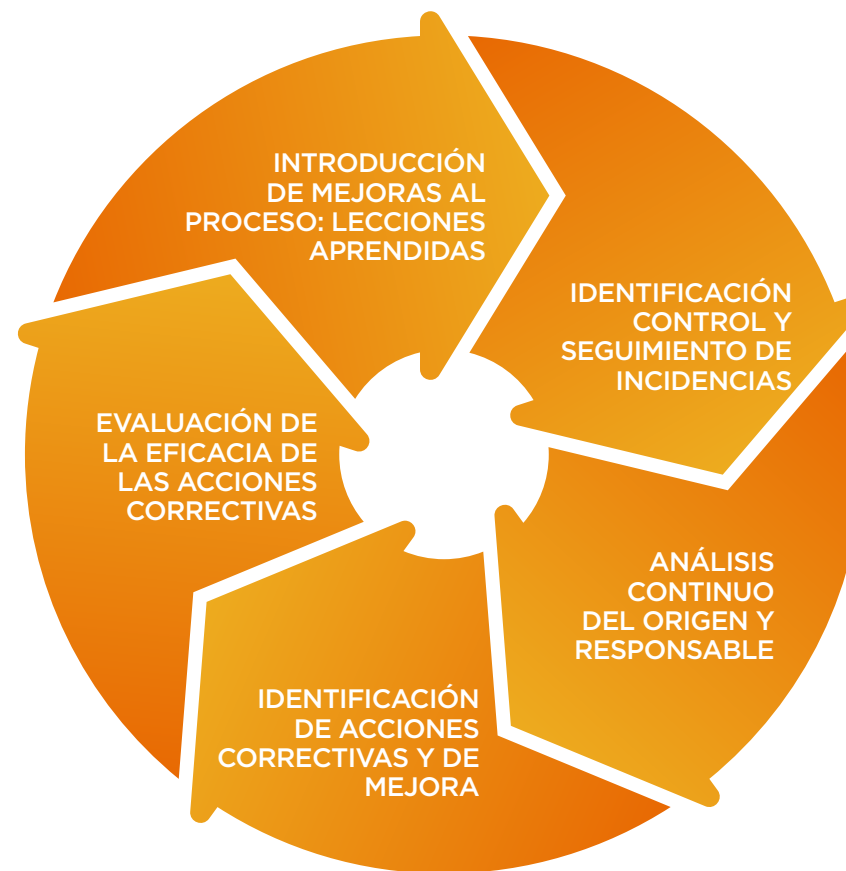 INTRODUCCIÓN
DE MEJORAS AL
PROCESO: LECCIONES
APRENDIDAS
IDENTIFICACIÓN
CONTROL Y
SEGUIMIENTO DE
INCIDENCIAS
ANÁLISIS
CONTINUO
DEL ORIGEN Y
RESPONSABLE
IDENTIFICACIÓN
DE ACCIONES
CORRECTIVAS Y DE
MEJORA
EVALUACIÓN DE
LA EFICACIA DE
LAS ACCIONES
CORRECTIVAS